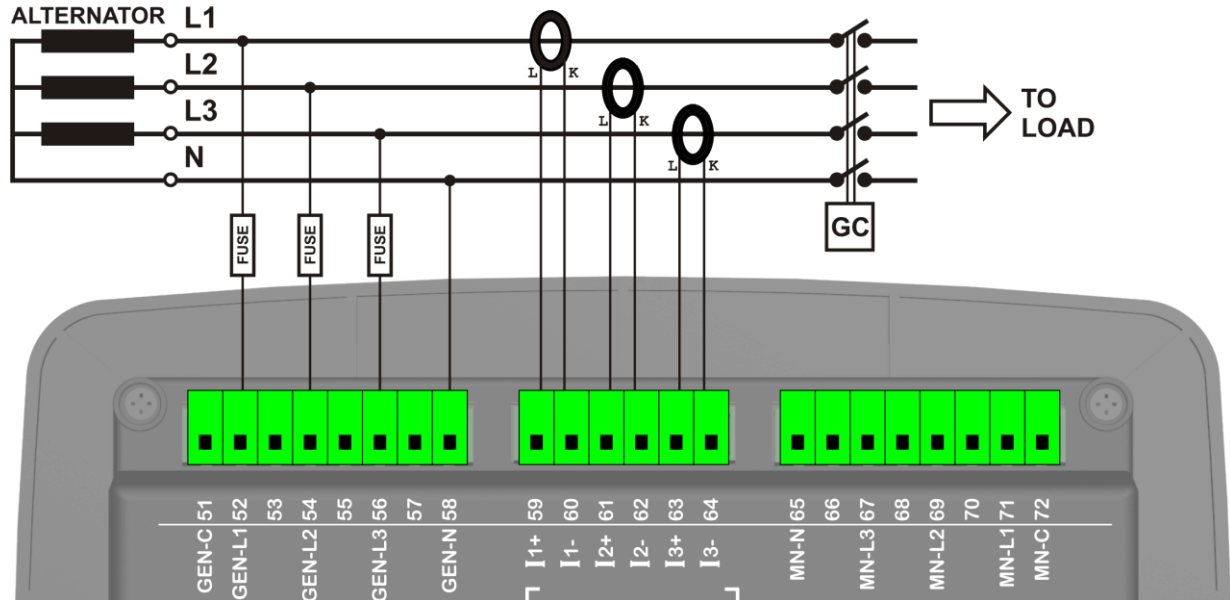 ALTERNATOR L1
L2
L3
N
L K
L K
L K
TO
LOAD
GC
FUSE
FUSE
FUSE
GEN-C 51
GEN-L1 52
53
GEN-L2 54
55
GEN-L3 56
57
GEN-N 58
I1+ 59
I1- 60
I2+ 61
I2- 62
I3+ 63
I3- 64
MN-N 65
66
MN-L3 67
68
MN-L2 69
70
MN-L1 71
MN-C 72